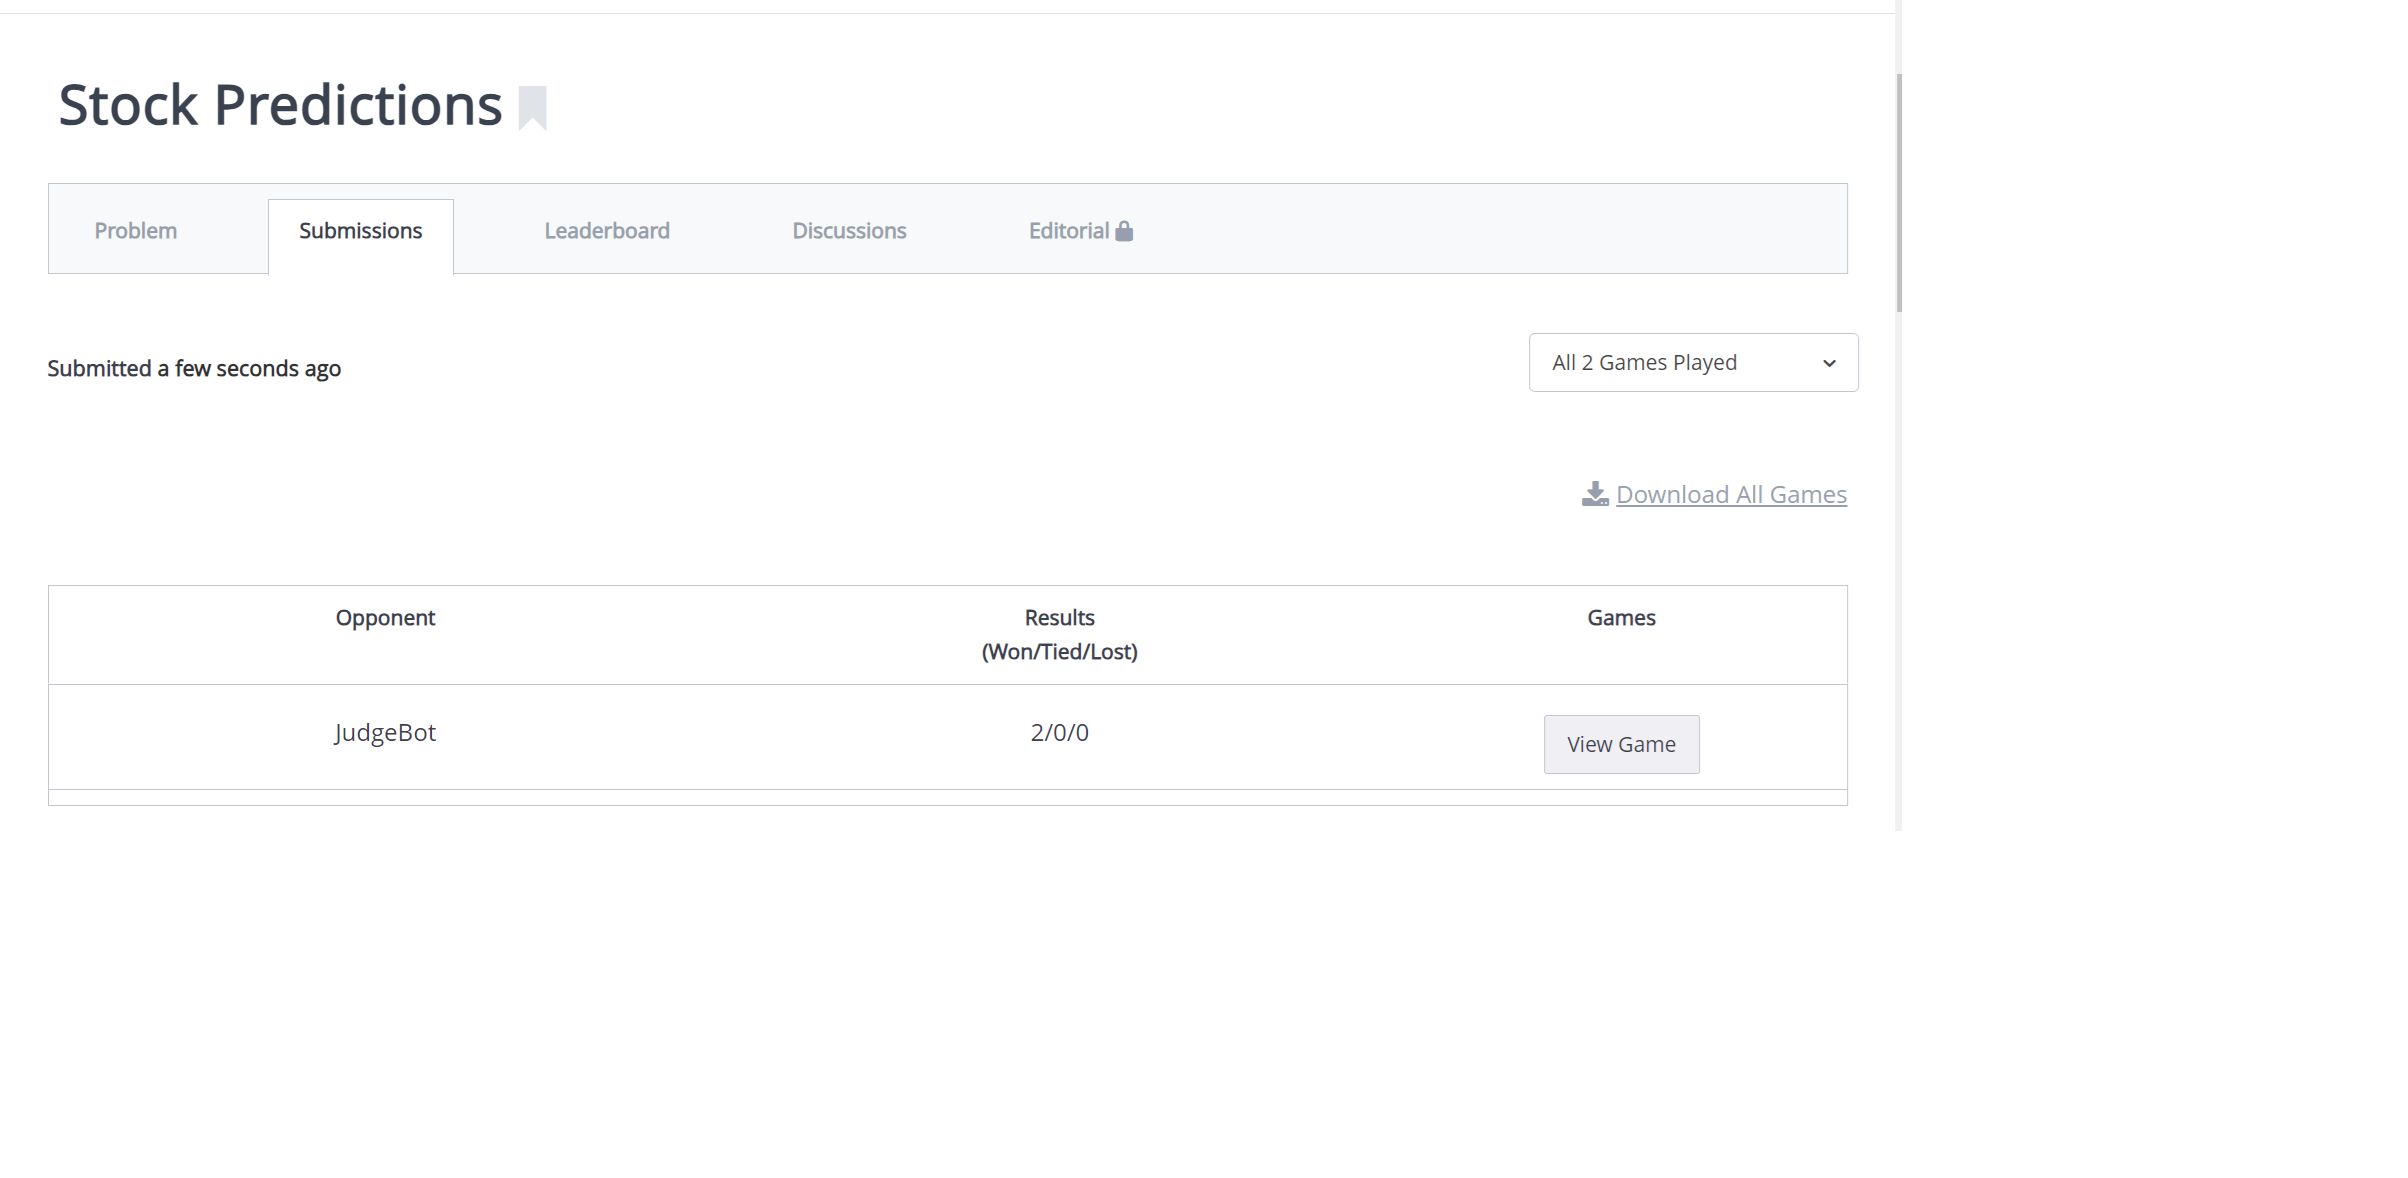 Stock Predictions
Problem Submissions Leaderboard Discussions Editorial
Submitted a few seconds ago
All 2 Games Played
Download All Games
Opponent Results Games
(Won/Tied/Lost)
JudgeBot 2/0/0 View Game